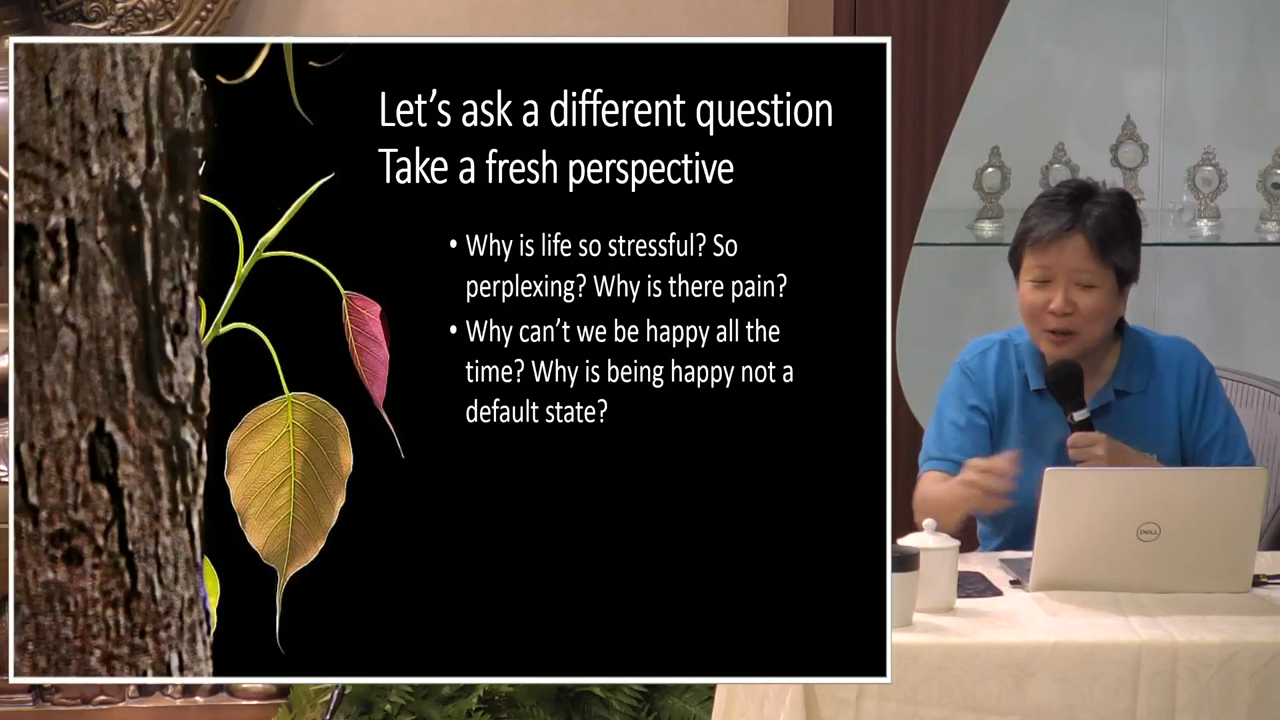 Let's ask a different question
Take a fresh perspective
• Why is life so stressful? So
perplexing? Why is there pain?
• Why can't we be happy all the
time? Why is being happy not a
default state?
DELL